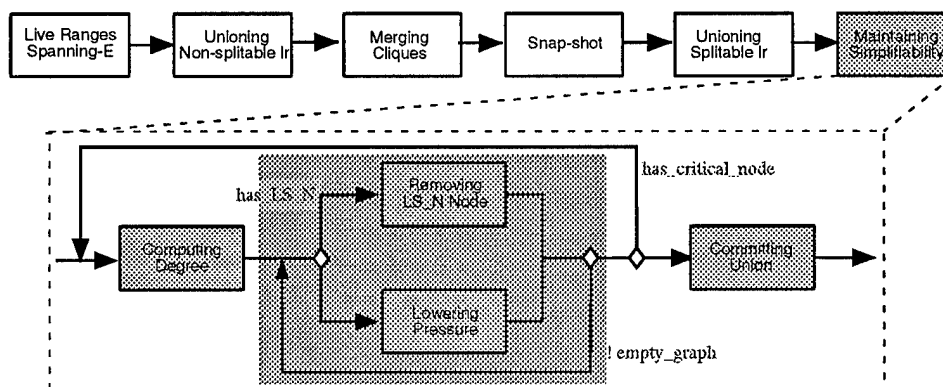 Live Ranges
Spanning-E
Unioning
Non-splitable lr
Merging
Cliques
Snap-shot
Unioning
Splitable lr
Maintaining
Simplifiability
has_critical_node
has_LS_N
Removing
LS_N Node
Computing
Degree
Committing
Union
Lowering
Pressure
! empty_graph